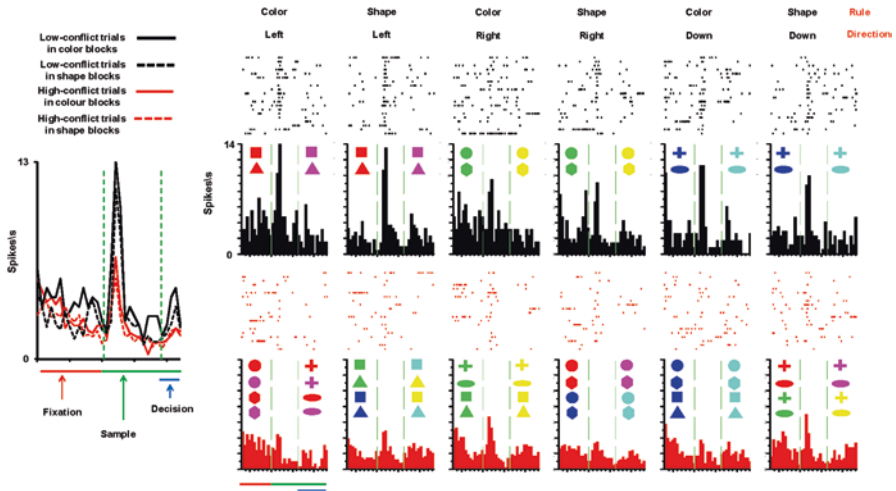 Color Shape Color Shape Color Shape Rule
Left Left Right Right Down Down Direction
Low-conflict trials
in color blocks
Low-conflict trials
in shape blocks
High-conflict trials
in colour blocks
High-conflict trials
in shape blocks
13
Spikes\s
0
14
Spikes\s
0
Fixation
Sample
Decision